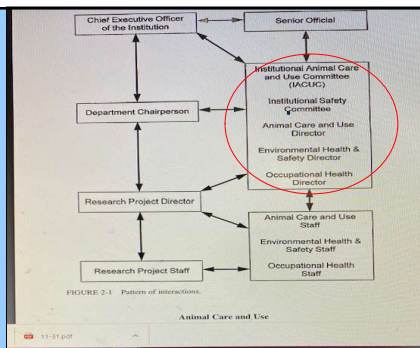 Chief Executive Officer
of the Institution
Senior Official
Institutional Animal Care
and Use Committee
(IACUC)
Institutional Safety
Committee
Department Chairperson
Animal Care and Use
Director
Environmental Health &
Safety Director
Occupational Health
Director
Research Project Director
Animal Care and Use
Staff
Environmental Health &
Safety Staff
Occupational Health
Staff
Research Project Staff
FIGURE 2-1 Pattern of interactions.
Animal Care and Use
11-31.pdf